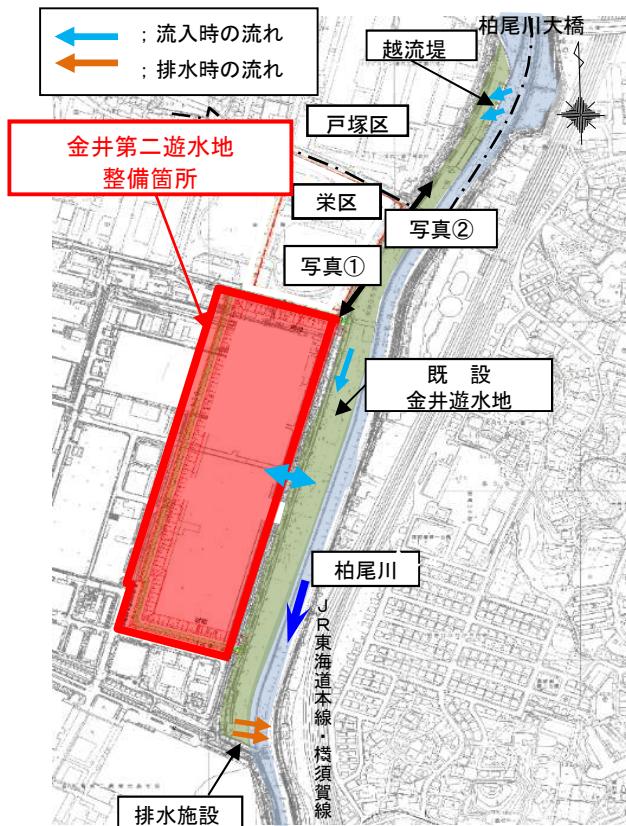 ; 流入時の流れ
; 排水時の流れ
柏尾川大橋
越流堤
戸塚区
金井第二遊水地
整備箇所
栄区
写真②
写真①
既 設
金井遊水地
柏尾川
JR東海道本線・横須賀線
排水施設